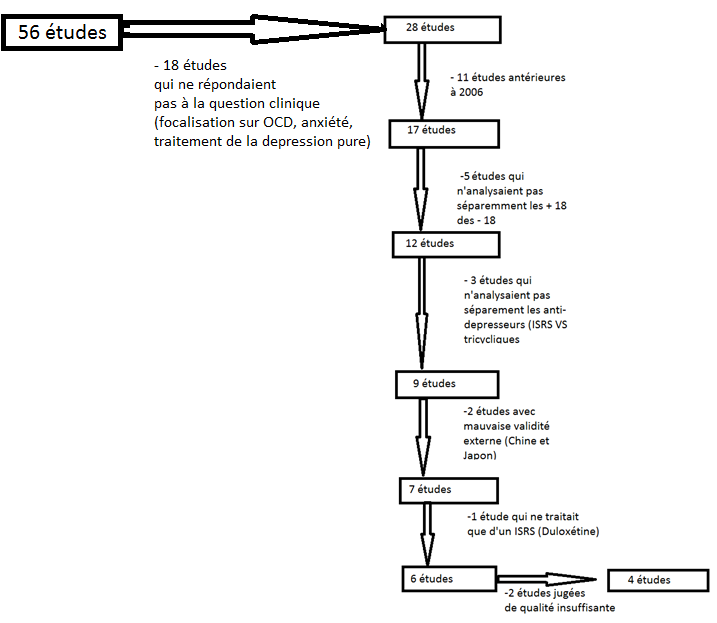 56 études
28 études
- 18 études
qui ne répondaient
pas à la question clinique
(focalisation sur OCD, anxiété,
traitement de la depression pure)
- 11 études antérieures
à 2006
17 études
-5 études qui
n'analysaient pas
séparemment les + 18
des - 18
12 études
- 3 études qui
n'analysaient pas
séparement les anti-
depresseurs (ISRS VS
tricycliques
9 études
-2 études avec
mauvaise validité
externe (Chine et
Japon)
7 études
-1 étude qui ne traitait
que d'un ISRS (Duloxétine)
6 études
-2 études jugées
de qualité insuffisante
4 études